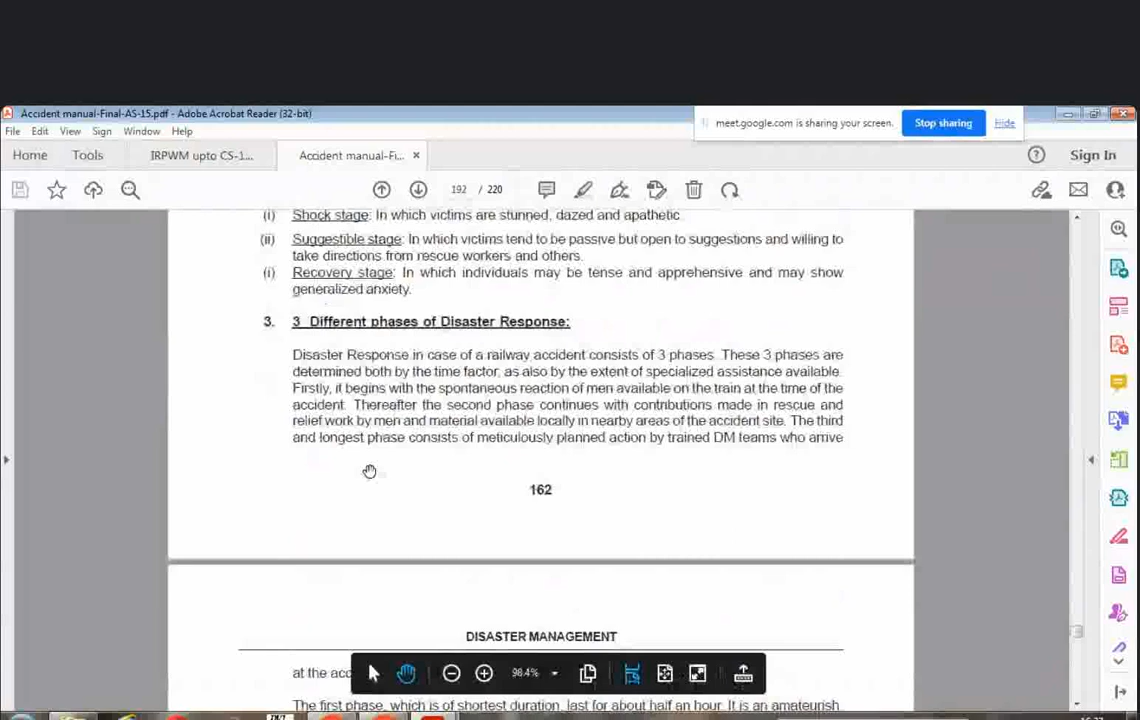 Accident manual-Final-AS-15.pdf - Adobe Acrobat Reader (32-bit)
meet.google.com is sharing your screen.
Stop sharing
Hide
File Edit View Sign Window Help
Home Tools IRPWM upto CS-1... Accident manual-Fi... ×
Sign In
192 / 220
(i) Shock stage: In which victims are stunned, dazed and apathetic.
(ii) Suggestible stage: In which victims tend to be passive but open to suggestions and willing to
take directions from rescue workers and others.
(i) Recovery stage: In which individuals may be tense and apprehensive and may show
generalized anxiety.
3. 3 Different phases of Disaster Response:
Disaster Response in case of a railway accident consists of 3 phases. These 3 phases are
determined both by the time factor, as also by the extent of specialized assistance available.
Firstly, it begins with the spontaneous reaction of men available on the train at the time of the
accident. Thereafter the second phase continues with contributions made in rescue and
relief work by men and material available locally in nearby areas of the accident site. The third
and longest phase consists of meticulously planned action by trained DM teams who arrive
162
DISASTER MANAGEMENT
at the acc
98.4%
The first phase, which is of shortest duration, last for about half an hour. It is an amateurish,